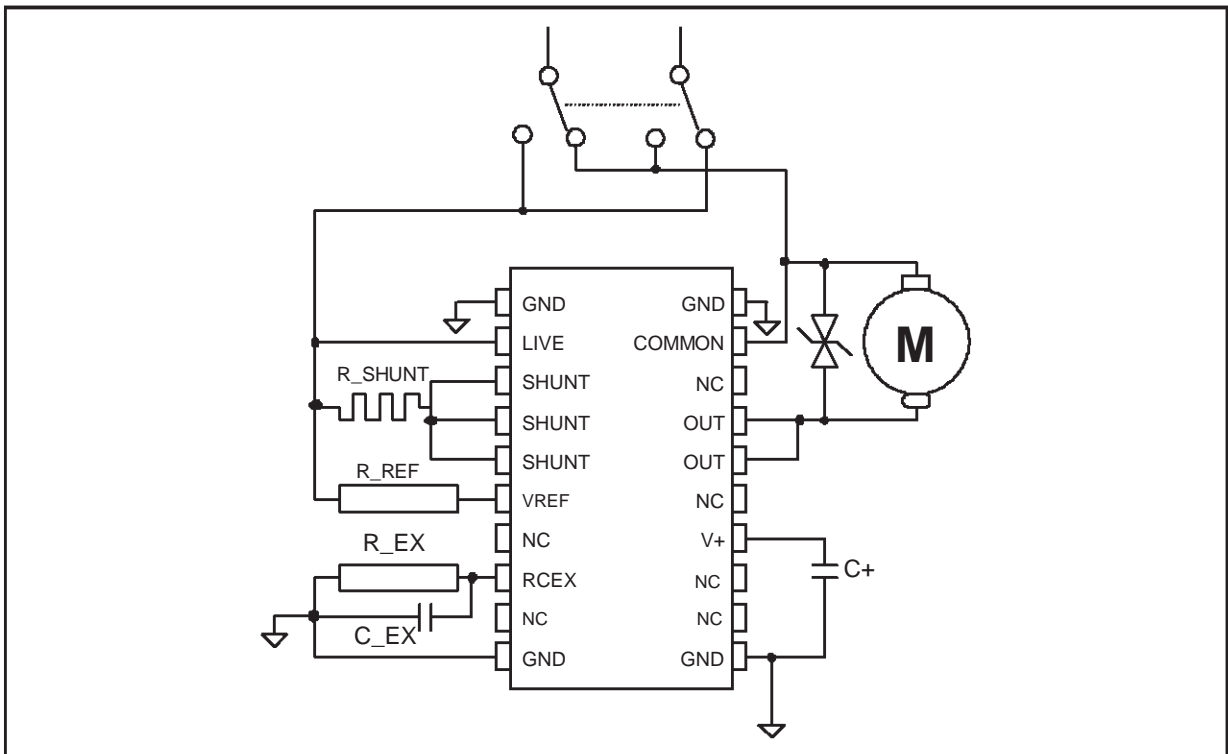 GND GND
LIVE COMMON
R_SHUNT
SHUNT NC
SHUNT OUT
SHUNT OUT
R_REF
VREF NC
NC V+
R_EX
C+
RCEX NC
NC NC
C_EX
GND GND
M